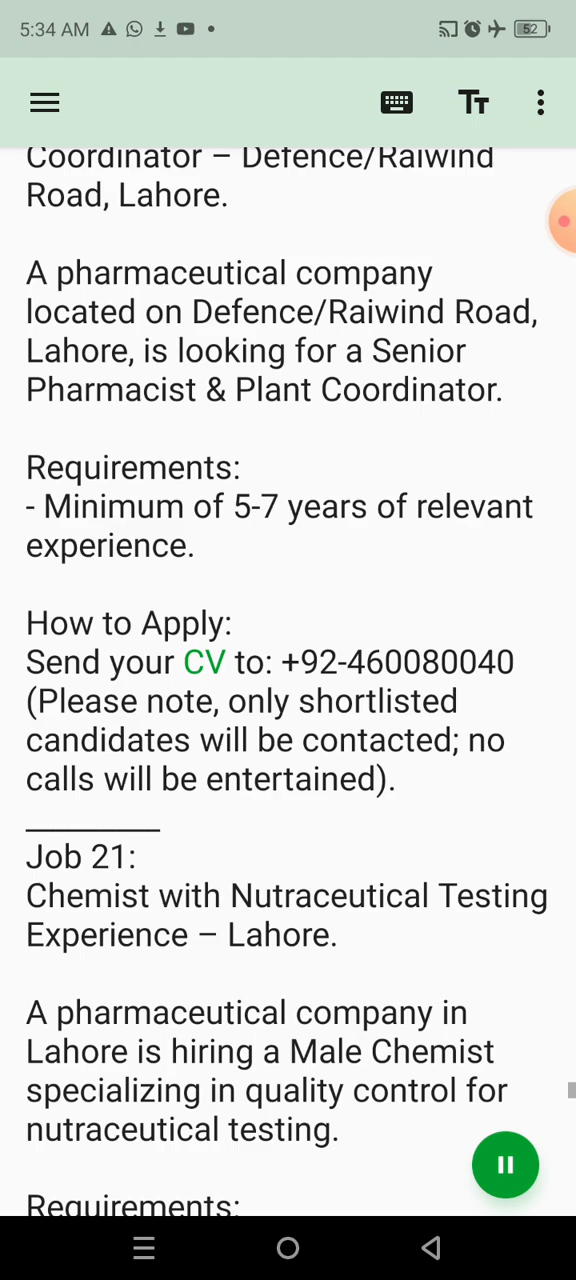 5:34 AM
52
Coordinator – Defence/Raiwind
Road, Lahore.
A pharmaceutical company
located on Defence/Raiwind Road,
Lahore, is looking for a Senior
Pharmacist & Plant Coordinator.
Requirements:
- Minimum of 5-7 years of relevant
experience.
How to Apply:
Send your CV to: +92-460080040
(Please note, only shortlisted
candidates will be contacted; no
calls will be entertained).
________
Job 21:
Chemist with Nutraceutical Testing
Experience – Lahore.
A pharmaceutical company in
Lahore is hiring a Male Chemist
specializing in quality control for
nutraceutical testing.
Requirements: